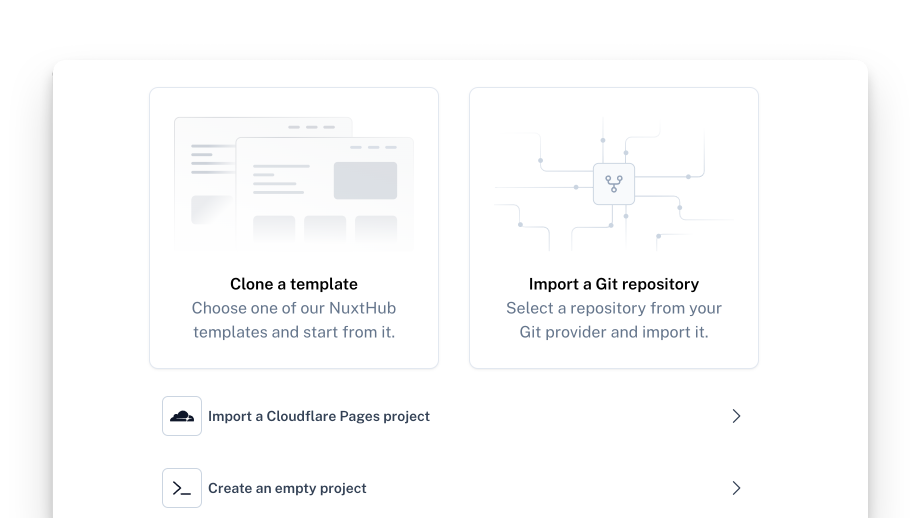 Clone a template
Choose one of our NuxtHub
templates and start from it.
Import a Git repository
Select a repository from your
Git provider and import it.
Import a Cloudflare Pages project
Create an empty project